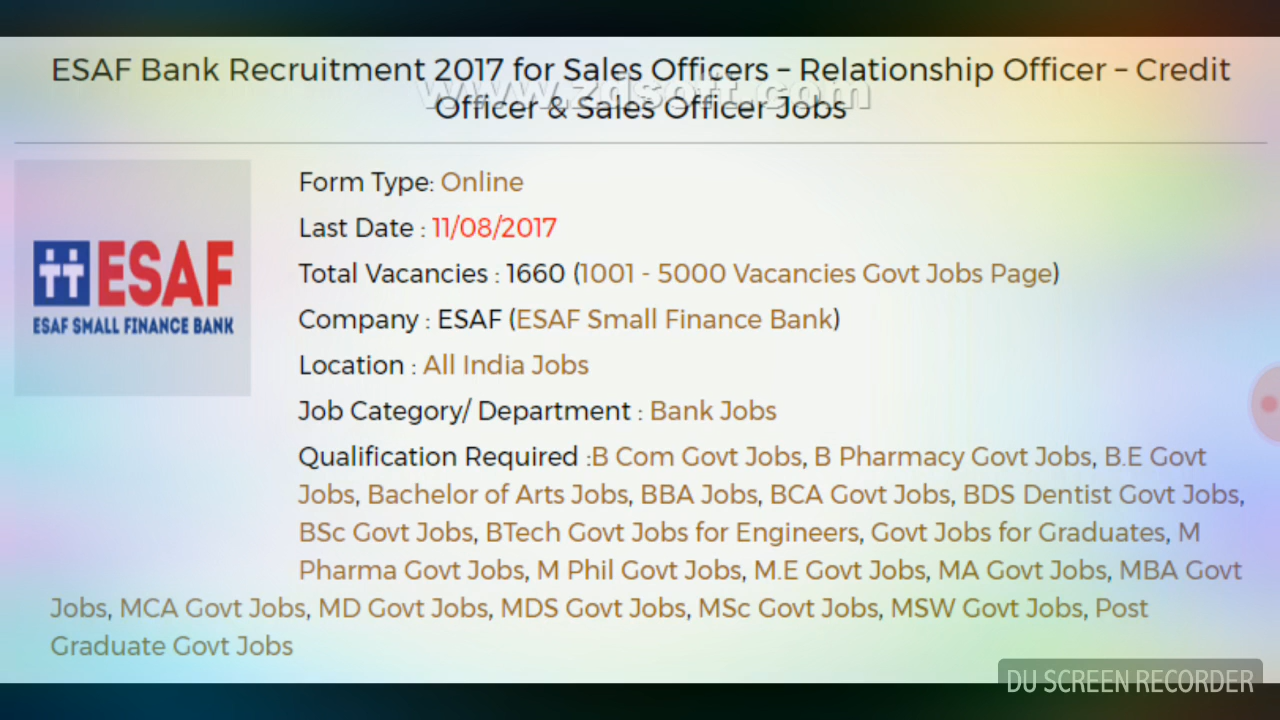 ESAF Bank Recruitment 2017 for Sales Officers – Relationship Officer – Credit
www.zdsoft.com
Officer & Sales Officer Jobs
Form Type: Online
Last Date : 11/08/2017
ESAF
ESAF SMALL FINANCE BANK
Total Vacancies : 1660 (1001 - 5000 Vacancies Govt Jobs Page)
Company : ESAF (ESAF Small Finance Bank)
Location : All India Jobs
Job Category/ Department : Bank Jobs
Qualification Required :B Com Govt Jobs, B Pharmacy Govt Jobs, B.E Govt
Jobs, Bachelor of Arts Jobs, BBA Jobs, BCA Govt Jobs, BDS Dentist Govt Jobs,
BSc Govt Jobs, BTech Govt Jobs for Engineers, Govt Jobs for Graduates, M
Pharma Govt Jobs, M Phil Govt Jobs, M.E Govt Jobs, MA Govt Jobs, MBA Govt
Jobs, MCA Govt Jobs, MD Govt Jobs, MDS Govt Jobs, MSc Govt Jobs, MSW Govt Jobs, Post
Graduate Govt Jobs
DU SCREEN RECORDER